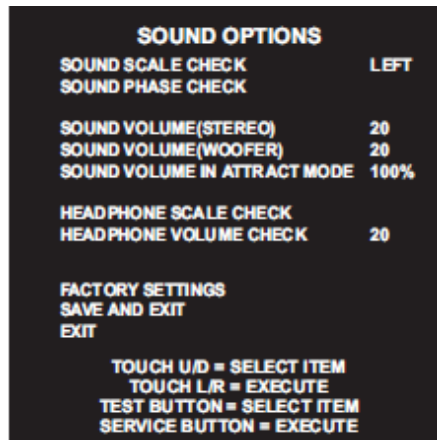 SOUND OPTIONS
SOUND SCALE CHECK LEFT
SOUND PHASE CHECK
SOUND VOLUME(STEREO) 20
SOUND VOLUME(WOOFER) 20
SOUND VOLUME IN ATTRACT MODE 100%
HEADPHONE SCALE CHECK
HEADPHONE VOLUME CHECK 20
FACTORY SETTINGS
SAVE AND EXIT
EXIT
TOUCH U/D = SELECT ITEM
TOUCH L/R = EXECUTE
TEST BUTTON = SELECT ITEM
SERVICE BUTTON = EXECUTE